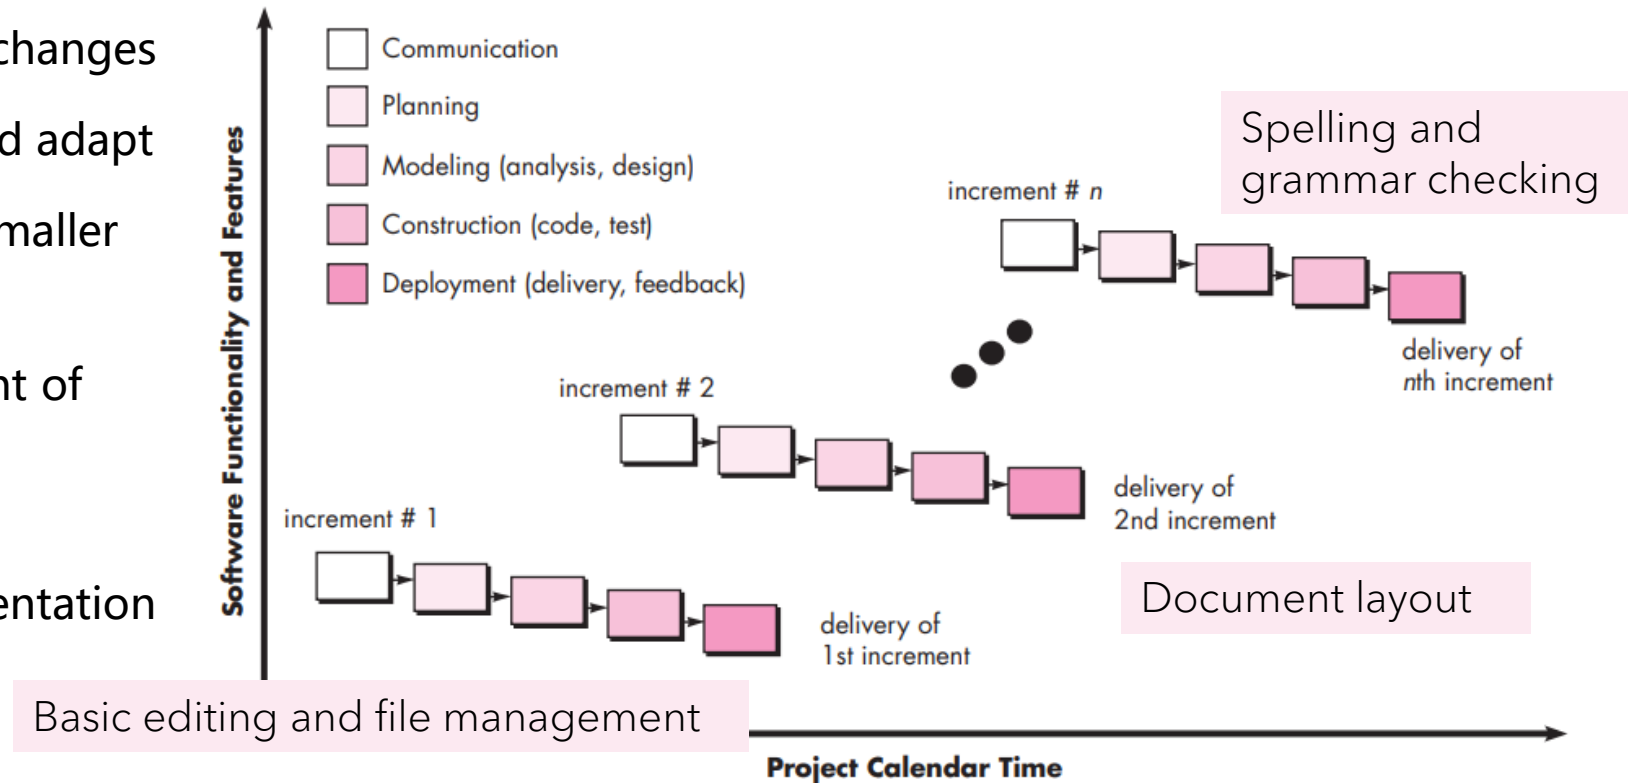 changes
d adapt
maller
nt of
entation
Software Functionality and Features
Communication
Planning
Modeling (analysis, design)
Construction (code, test)
Deployment (delivery, feedback)
increment # n
Spelling and
grammar checking
delivery of
nth increment
increment # 2
delivery of
2nd increment
Document layout
increment # 1
delivery of
1st increment
Basic editing and file management
Project Calendar Time